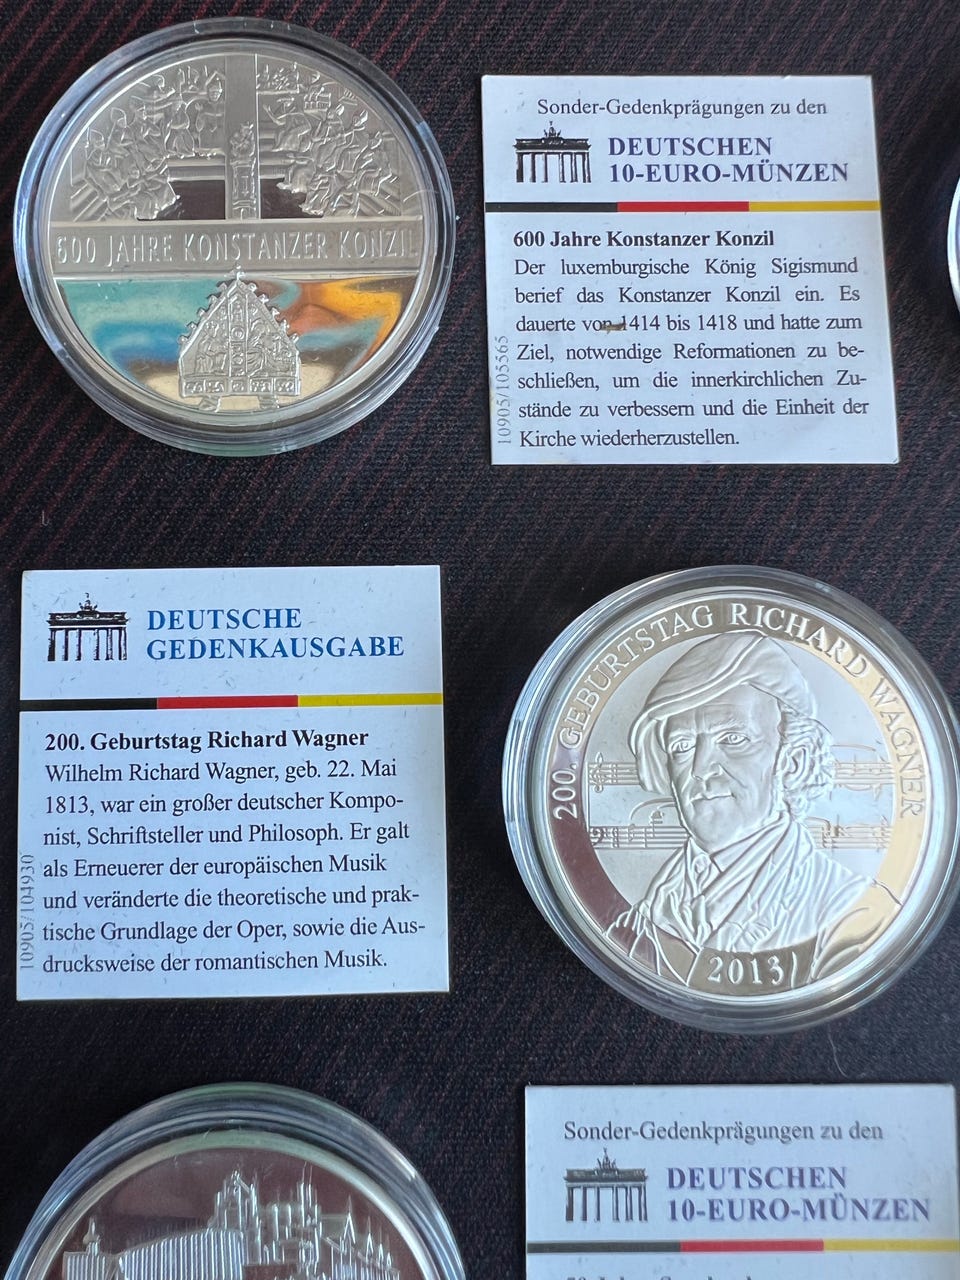 600 JAHRE KONSTANZER KONZIL
Sonder-Gedenkprägungen zu den
DEUTSCHEN
10-EURO-MÜNZEN
600 Jahre Konstanzer Konzil
Der luxemburgische König Sigismund
berief das Konstanzer Konzil ein. Es
dauerte von 1414 bis 1418 und hatte zum
Ziel, notwendige Reformationen zu be-
schließen, um die innerkirchlichen Zu-
stände zu verbessern und die Einheit der
Kirche wiederherzustellen.
10905/105565
DEUTSCHE
GEDENKAUSGABE
200. Geburtstag Richard Wagner
Wilhelm Richard Wagner, geb. 22. Mai
1813, war ein großer deutscher Kompo-
nist, Schriftsteller und Philosoph. Er galt
als Erneuerer der europäischen Musik
und veränderte die theoretische und prak-
tische Grundlage der Oper, sowie die Aus-
drucksweise der romantischen Musik.
10905/104930
200. GEBURTSTAG RICHARD WAGNER
2013
Sonder-Gedenkprägungen zu den
DEUTSCHEN
10-EURO-MÜNZEN